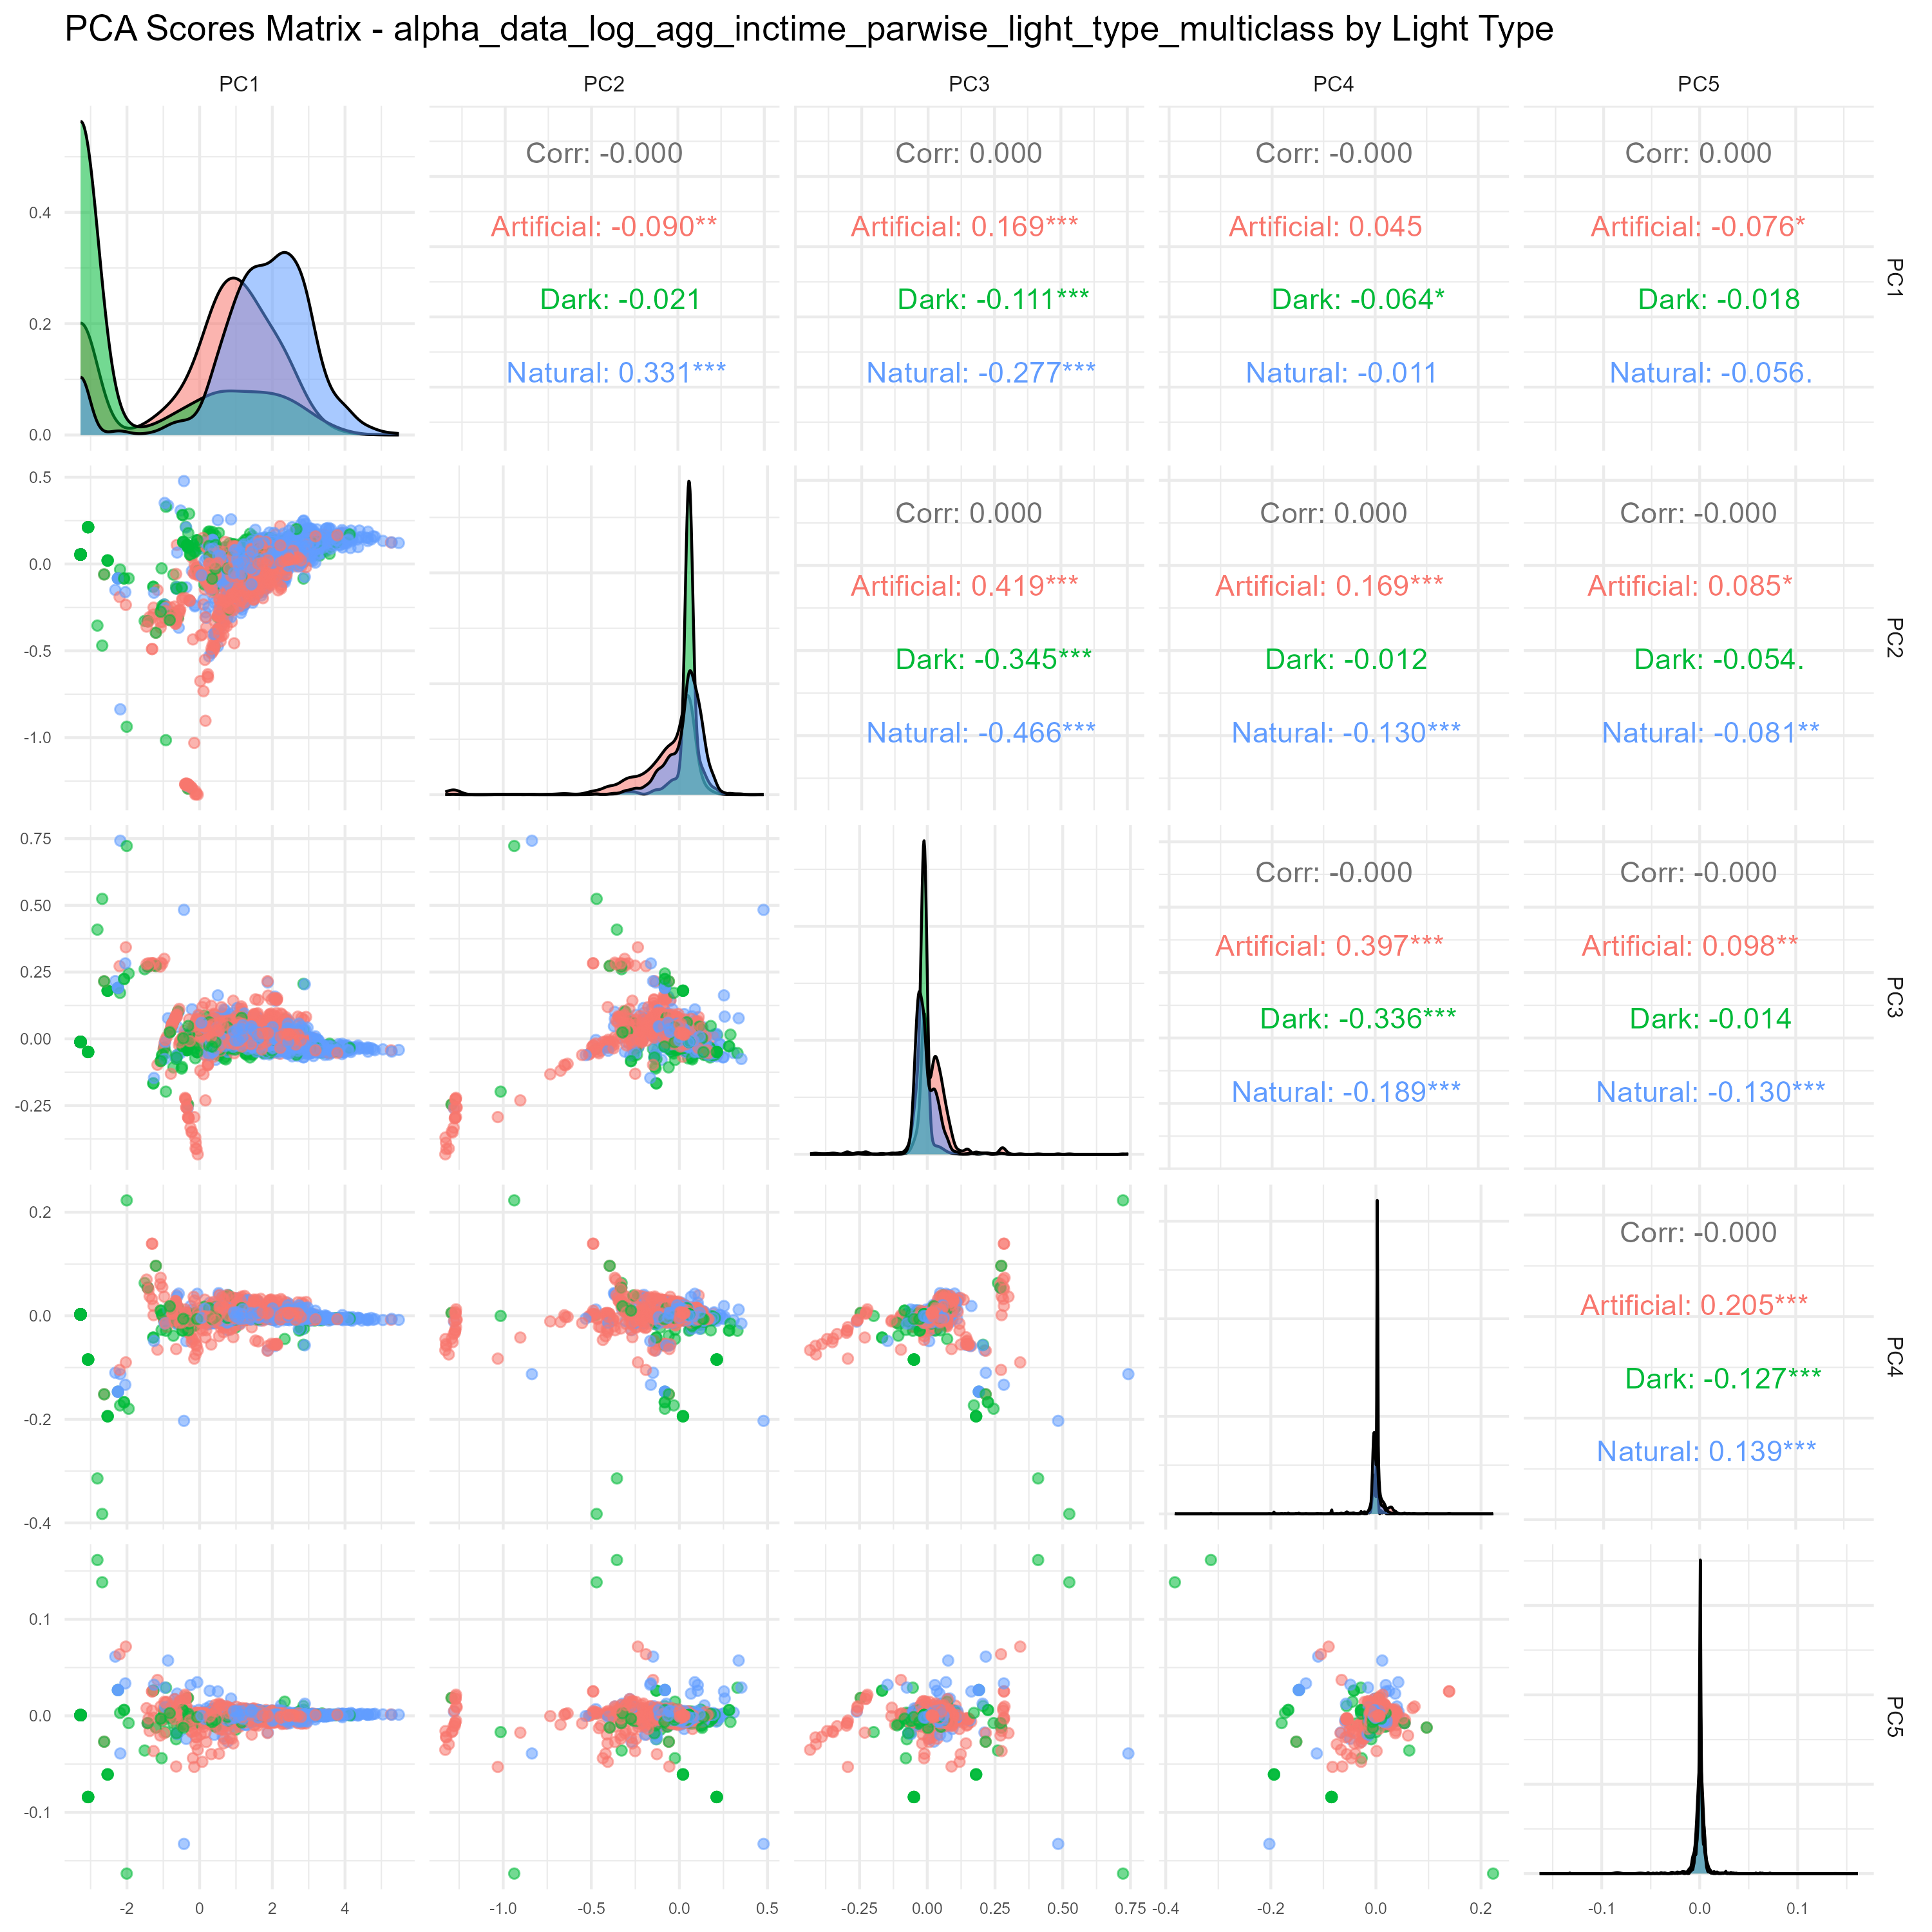 PCA Scores Matrix - alpha_data_log_agg_inctime_parwise_light_type_multiclass by Light Type
PC1 PC2 PC3 PC4 PC5
0.4
0.2
0.0
Corr: -0.000
Artificial: -0.090**
Dark: -0.021
Natural: 0.331***
Corr: 0.000
Artificial: 0.169***
Dark: -0.111***
Natural: -0.277***
Corr: -0.000
Artificial: 0.045
Dark: -0.064*
Natural: -0.011
Corr: 0.000
Artificial: -0.076*
Dark: -0.018
Natural: -0.056.
PC1
0.5
0.0
-0.5
-1.0
Corr: 0.000
Artificial: 0.419***
Dark: -0.345***
Natural: -0.466***
Corr: 0.000
Artificial: 0.169***
Dark: -0.012
Natural: -0.130***
Corr: -0.000
Artificial: 0.085*
Dark: -0.054.
Natural: -0.081**
PC2
0.75
0.50
0.25
0.00
-0.25
Corr: -0.000
Artificial: 0.397***
Dark: -0.336***
Natural: -0.189***
Corr: -0.000
Artificial: 0.098**
Dark: -0.014
Natural: -0.130***
PC3
0.2
0.0
-0.2
-0.4
Corr: -0.000
Artificial: 0.205***
Dark: -0.127***
Natural: 0.139***
PC4
0.1
0.0
-0.1
PC5
-2 0 2 4
-1.0 -0.5 0.0 0.5
-0.25 0.00 0.25 0.50 0.75
-0.4 -0.2 0.0 0.2
-0.1 0.0 0.1